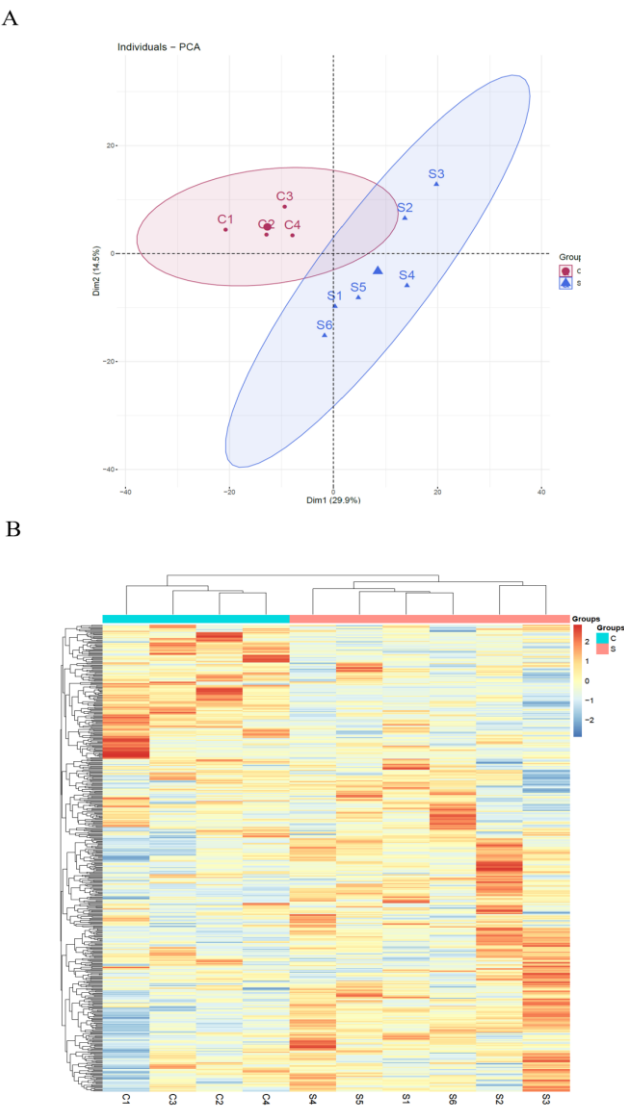 A
Individuals − PCA
20
0
−20
−40
Dim2 (14.5%)
C3
C1
C2
C4
S3
S2
S4
S1
S5
S6
Group
C
S
−40
−20
0
20
40
Dim1 (29.9%)
B
Groups
2
1
0
−1
−2
Groups
C
S
C1
C3
C2
C4
S4
S5
S1
S6
S2
S3